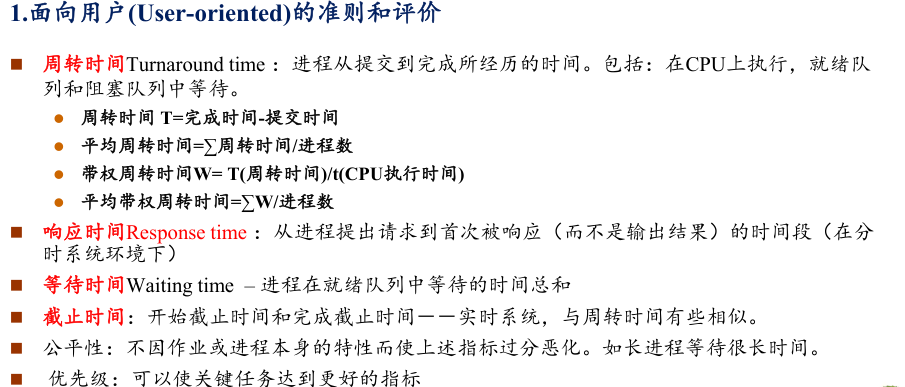 1.面向用户(User-oriented)的准则和评价
周转时间Turnaround time ：进程从提交到完成所经历的时间。包括：在CPU上执行，就绪队
列和阻塞队列中等待。
周转时间 T=完成时间-提交时间
平均周转时间=∑周转时间/进程数
带权周转时间W= T(周转时间)/t(CPU执行时间)
平均带权周转时间=∑W/进程数
响应时间Response time ：从进程提出请求到首次被响应（而不是输出结果）的时间段（在分
时系统环境下）
等待时间Waiting time – 进程在就绪队列中等待的时间总和
截止时间：开始截止时间和完成截止时间－－实时系统，与周转时间有些相似。
公平性：不因作业或进程本身的特性而使上述指标过分恶化。如长进程等待很长时间。
优先级：可以使关键任务达到更好的指标